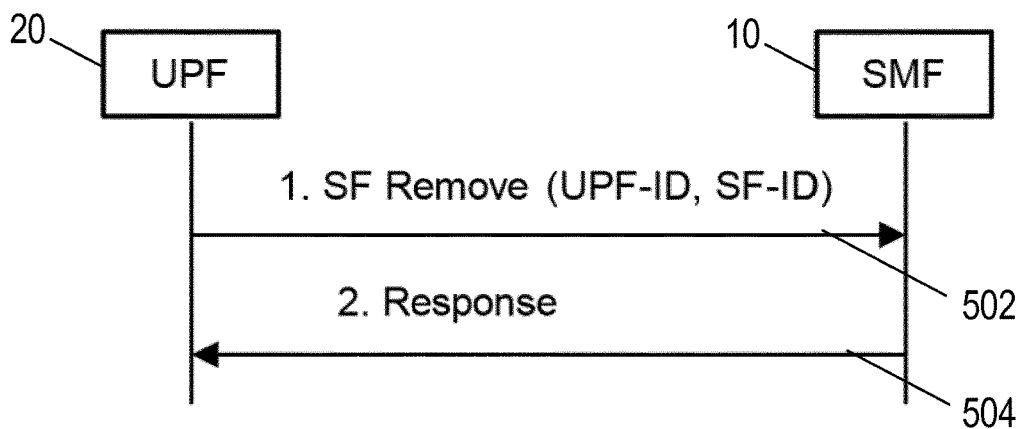 20
UPF
10
SMF
1. SF Remove (UPF-ID, SF-ID)
502
2. Response
504